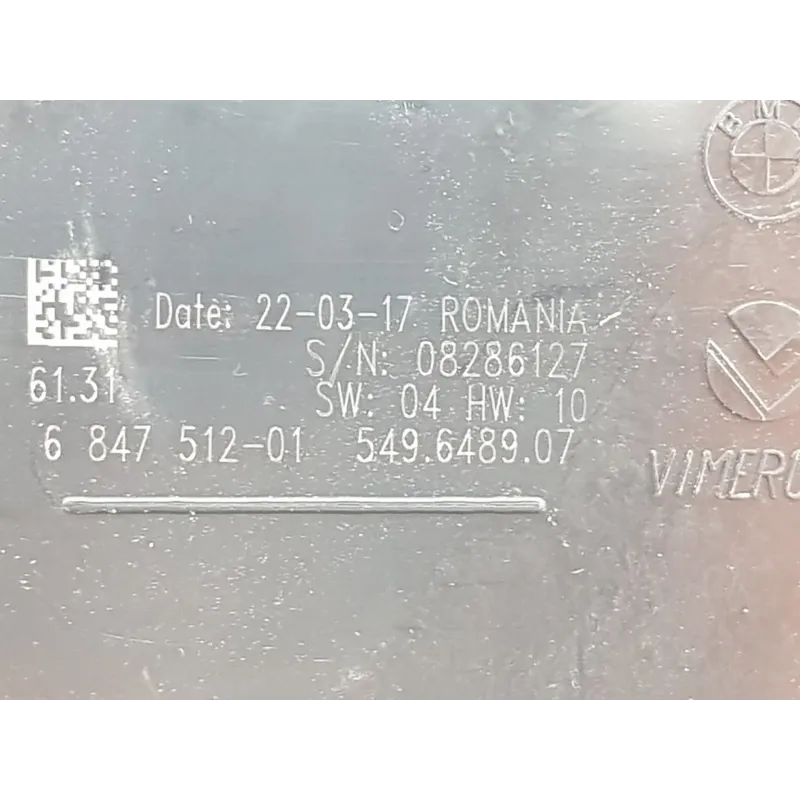 BM
Date: 22-03-17 ROMANIA
S/N: 08286127
61.31
SW: 04 HW: 10
6 847 512-01 549.6489.07
VIMERC